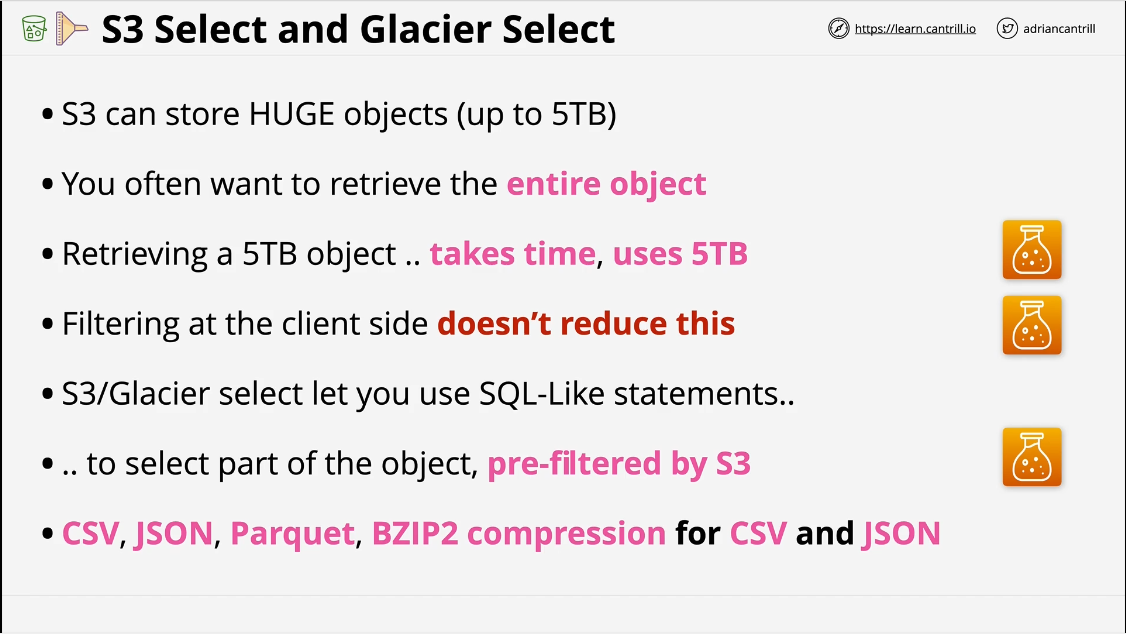 S3 Select and Glacier Select
https://learn.cantrill.io
adriancantrill
• S3 can store HUGE objects (up to 5TB)
• You often want to retrieve the entire object
• Retrieving a 5TB object .. takes time, uses 5TB
• Filtering at the client side doesn’t reduce this
• S3/Glacier select let you use SQL-Like statements..
• .. to select part of the object, pre-filtered by S3
• CSV, JSON, Parquet, BZIP2 compression for CSV and JSON